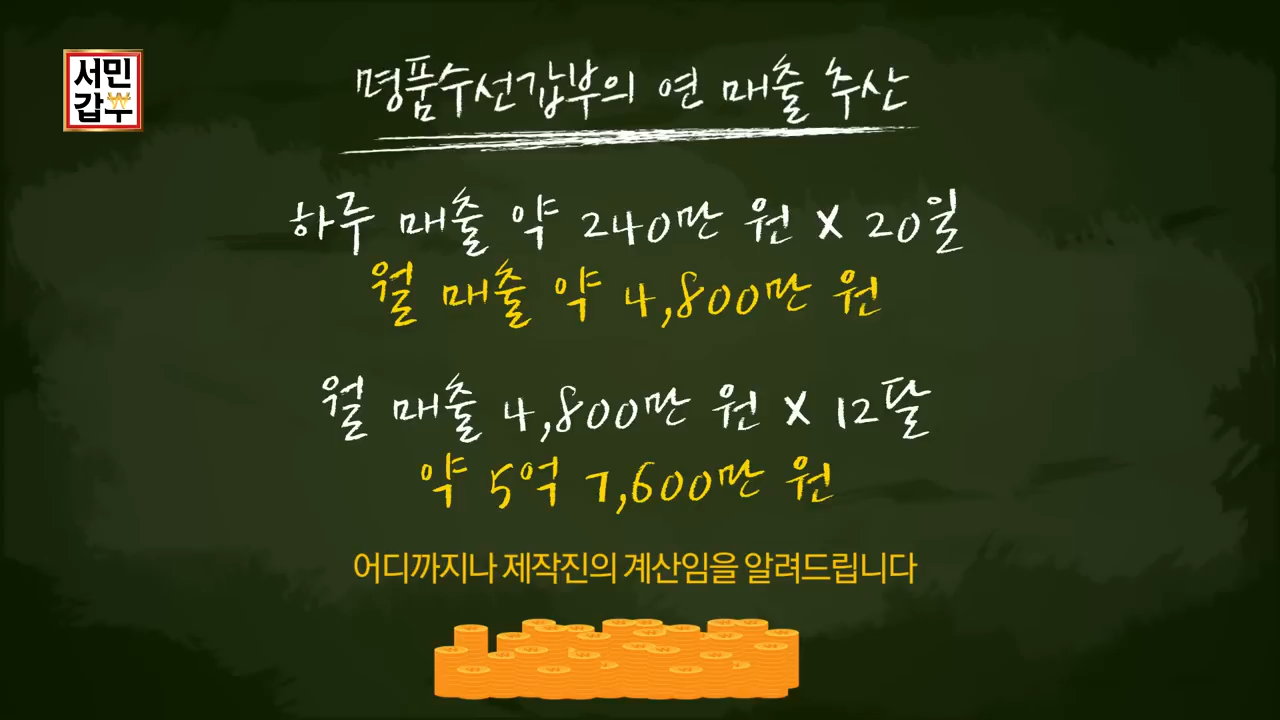 서민
갑부
명품수선갑부의 연 매출 추산
하루 매출 약 240만 원 X 20일
월 매출 약 4,800만 원
월 매출 4,800만 원 X 12달
약 5억 7,600만 원
어디까지나 제작진의 계산임을 알려드립니다